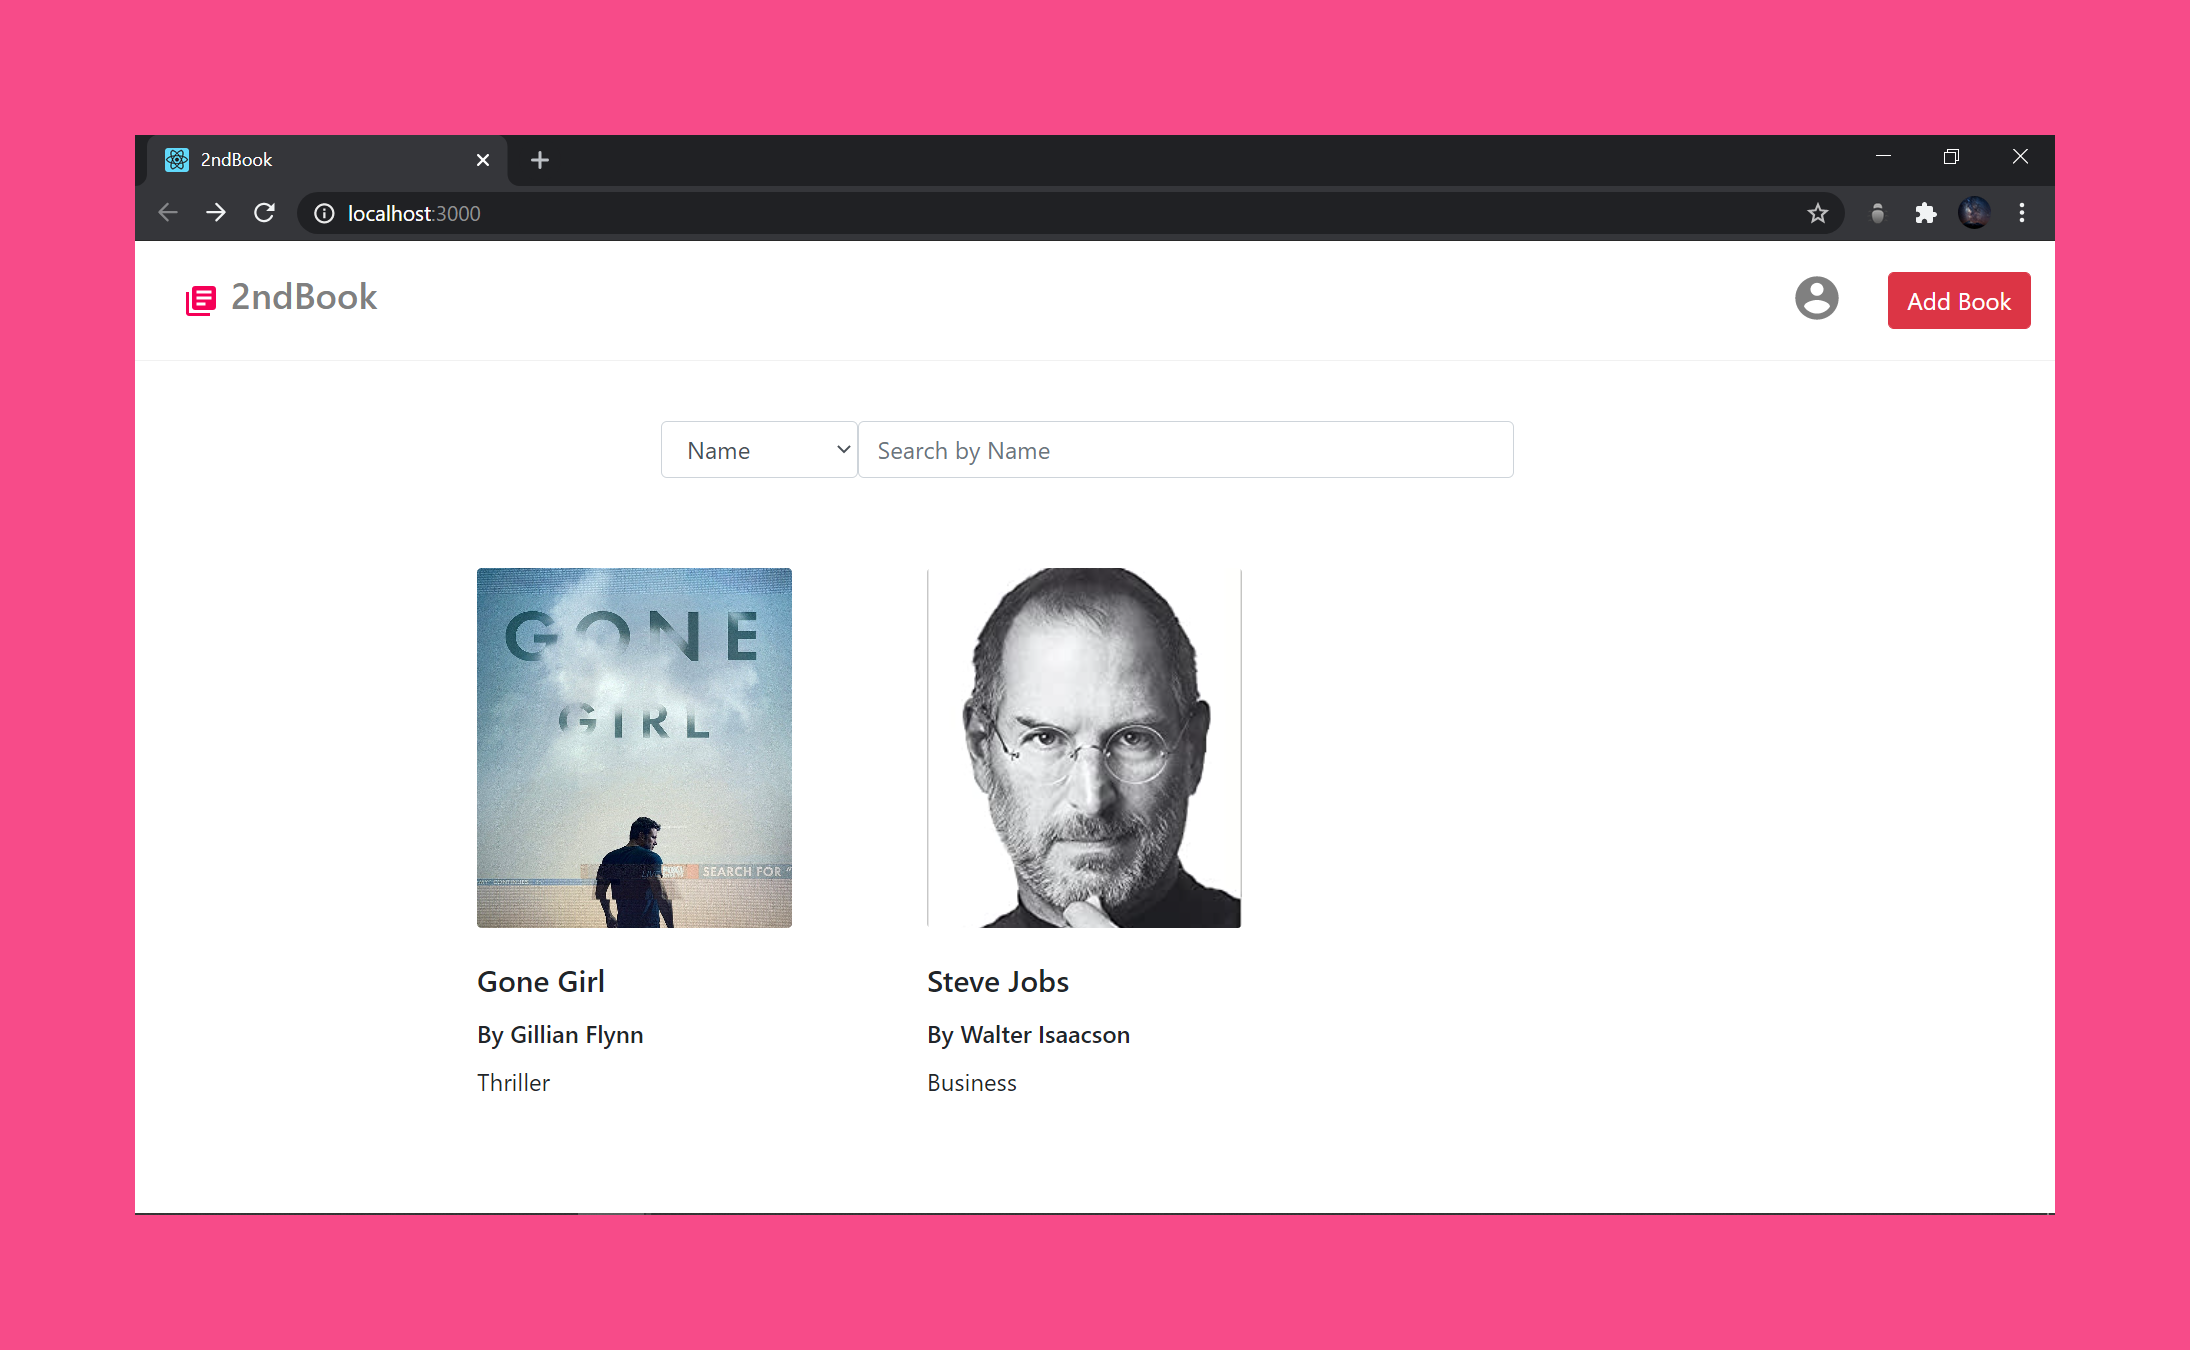 2ndBook
localhost:3000
2ndBook
Add Book
Name
Search by Name
GONE
GIRL
SEARCH FOR "
Gone Girl
Steve Jobs
By Gillian Flynn
By Walter Isaacson
Thriller
Business